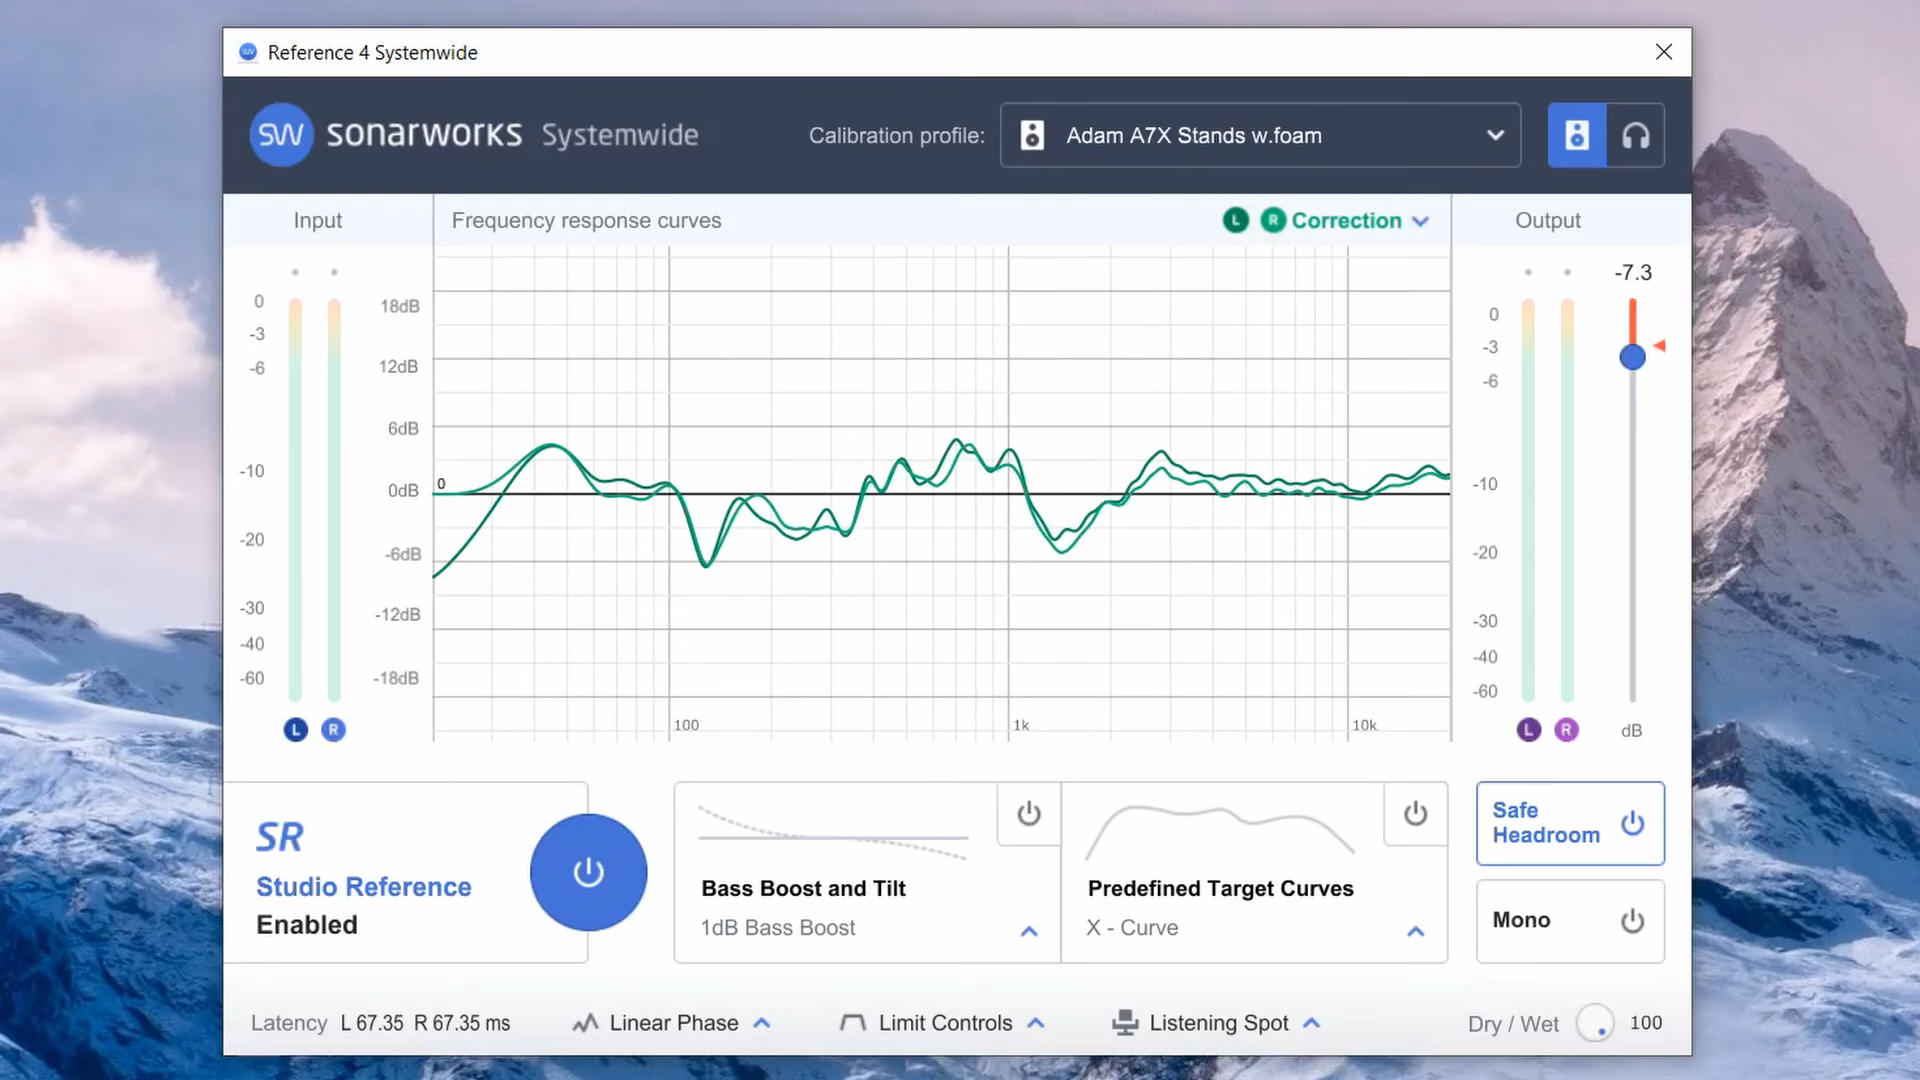 SW Reference 4 Systemwide
SW sonarworks Systemwide
Calibration profile: Adam A7X Stands w.foam
Input
Frequency response curves
L R Correction
Output
-7.3
0
-3
-6
-10
-20
-30
-40
-60
L R
18dB
12dB
6dB
0dB
-6dB
-12dB
-18dB
0
100 1k 10k
0
-3
-6
-10
-20
-30
-40
-60
L R dB
SR
Studio Reference
Enabled
Bass Boost and Tilt
1dB Bass Boost
Predefined Target Curves
X - Curve
Safe
Headroom
Mono
Latency L 67.35 R 67.35 ms Linear Phase Limit Controls Listening Spot Dry / Wet 100